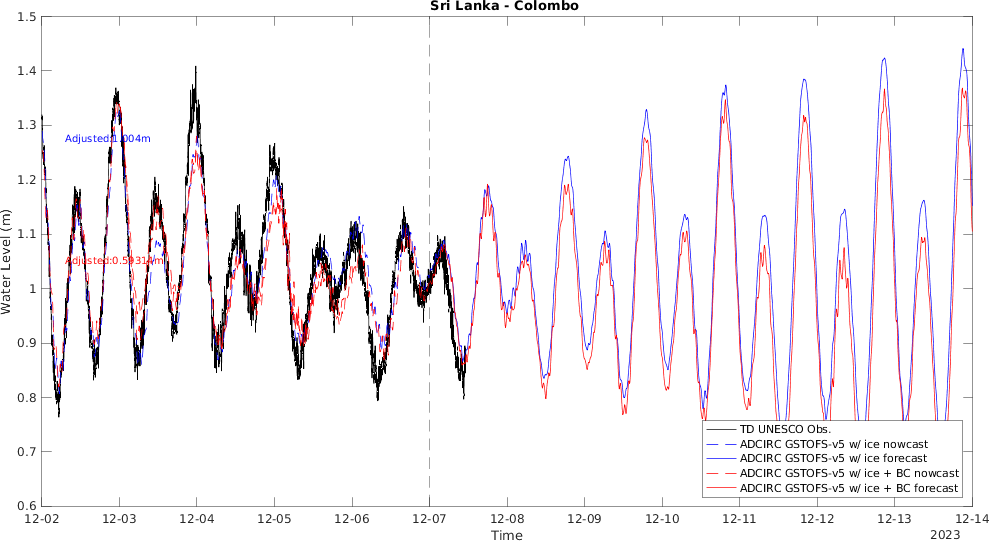 Sri Lanka - Colombo
1.5
1.4
1.3
1.2
1.1
1
0.9
0.8
0.7
0.6
Water Level (m)
Adjusted:1.004m
Adjusted:0.59314m
TD UNESCO Obs.
ADCIRC GSTOFS-v5 w/ ice nowcast
ADCIRC GSTOFS-v5 w/ ice forecast
ADCIRC GSTOFS-v5 w/ ice + BC nowcast
ADCIRC GSTOFS-v5 w/ ice + BC forecast
12-02 12-03 12-04 12-05 12-06 12-07 12-08 12-09 12-10 12-11 12-12 12-13 12-14
Time
2023